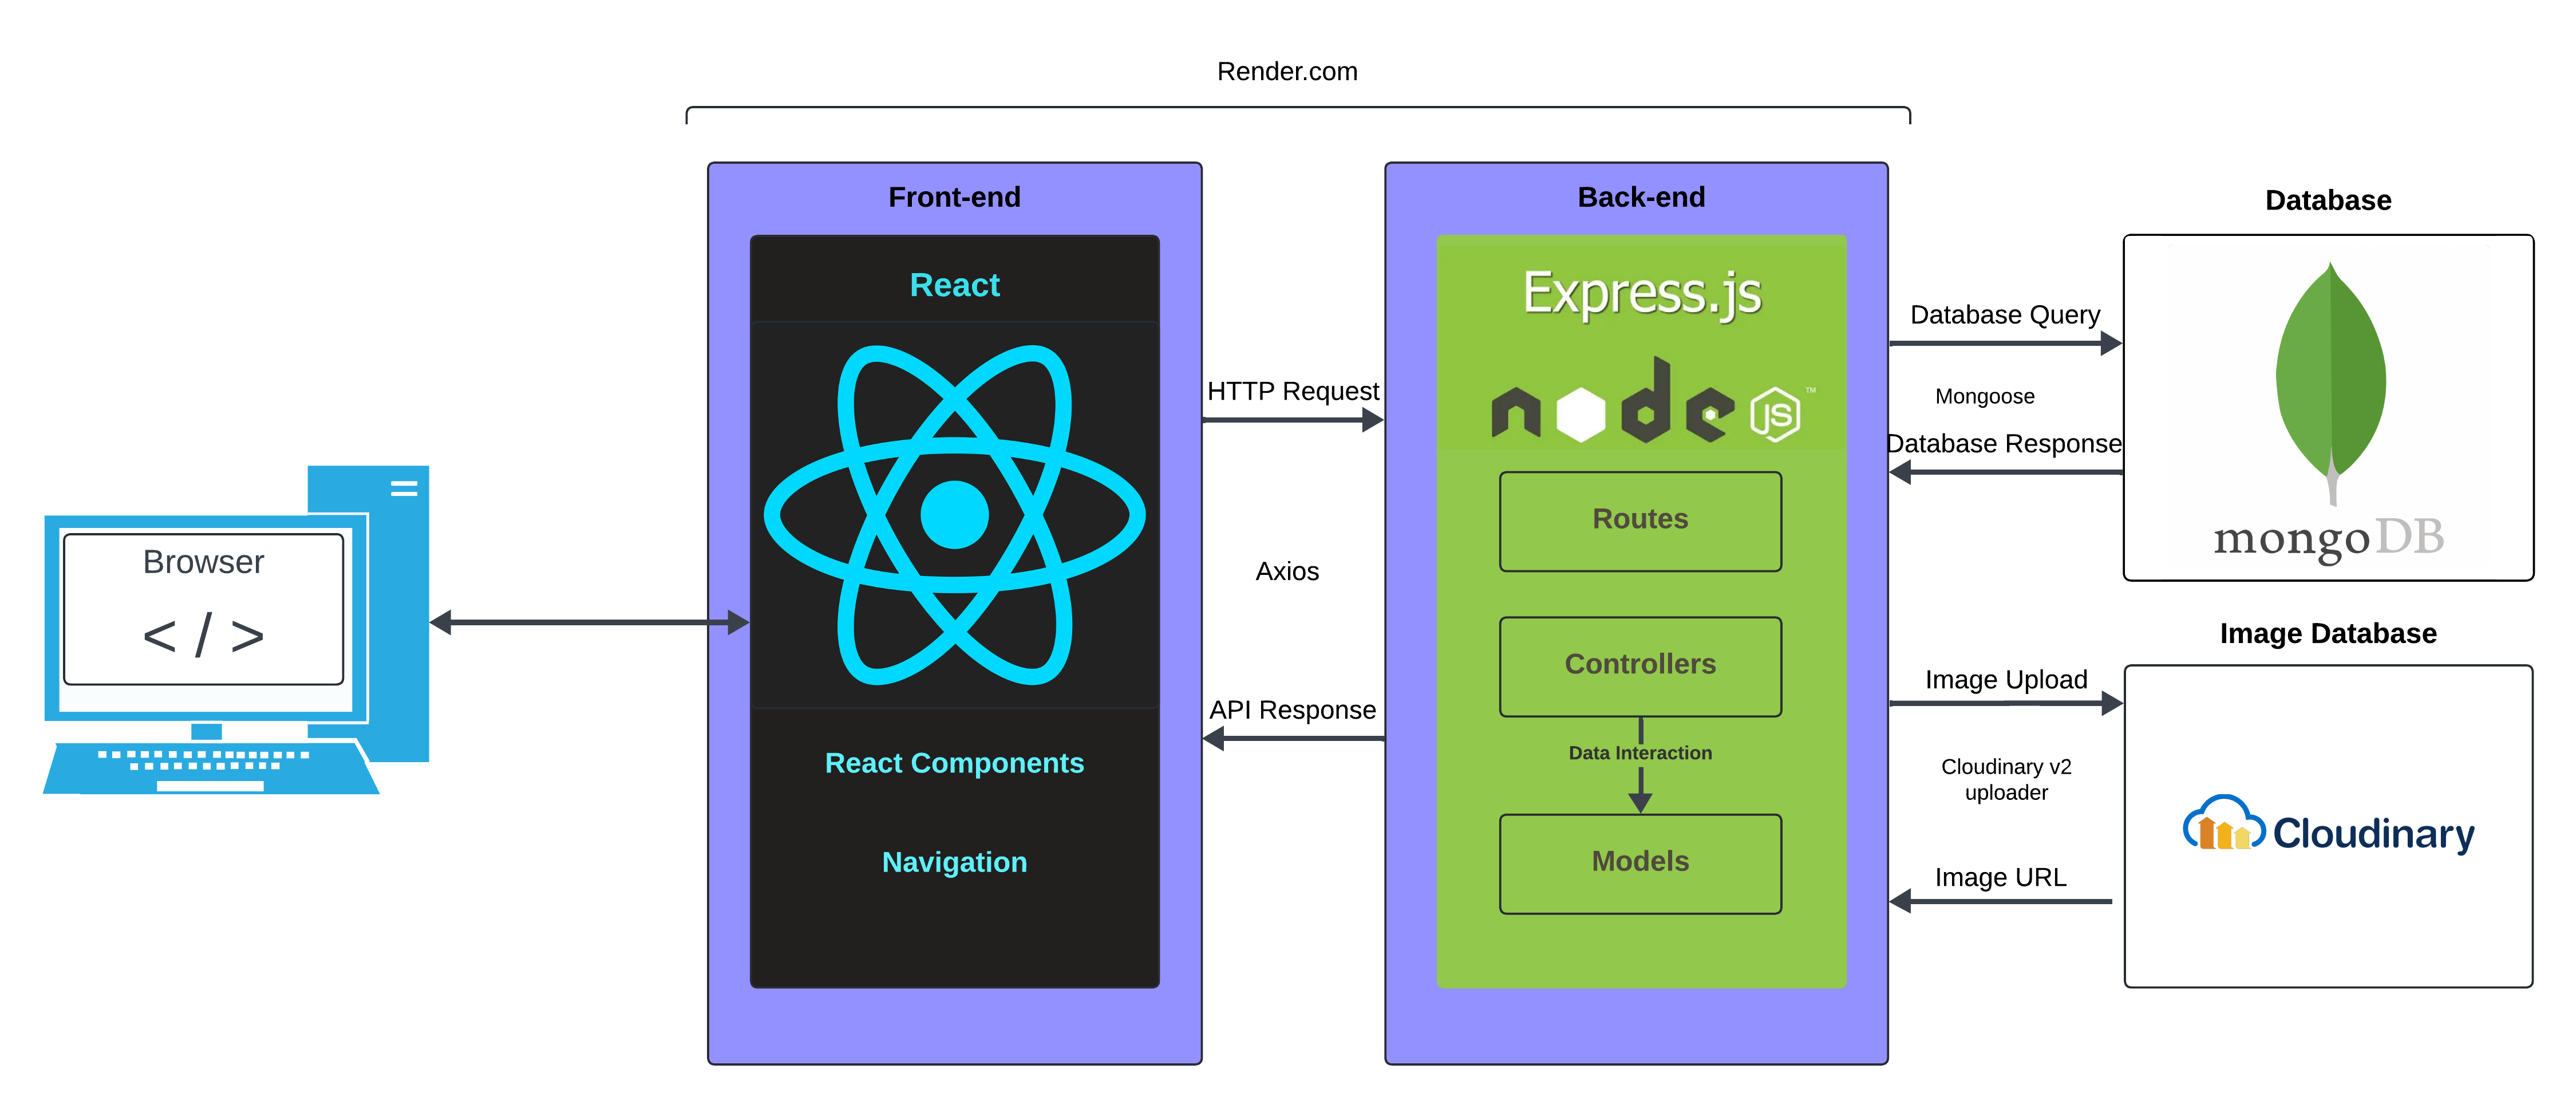 Render.com
Browser
< / >
Front-end
React
React Components
Navigation
HTTP Request
Axios
API Response
Back-end
Express.js
node JS ™
Routes
Controllers
Data Interaction
Models
Database Query
Mongoose
Database Response
Image Upload
Cloudinary v2
uploader
Image URL
Database
mongoDB
Image Database
Cloudinary